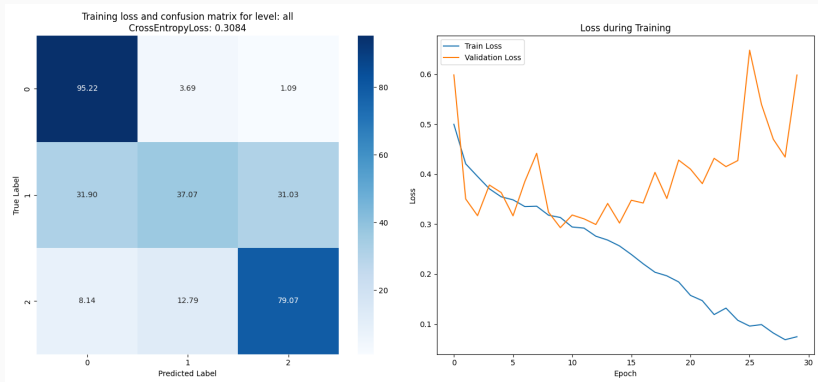 Training loss and confusion matrix for level: all
CrossEntropyLoss: 0.3084
0
1
2
True Label
95.22 3.69 1.09
31.90 37.07 31.03
8.14 12.79 79.07
0 1 2
Predicted Label
80
60
40
20
Loss during Training
Train Loss
Validation Loss
0.6
0.5
0.4
0.3
0.2
0.1
Loss
0 5 10 15 20 25 30
Epoch